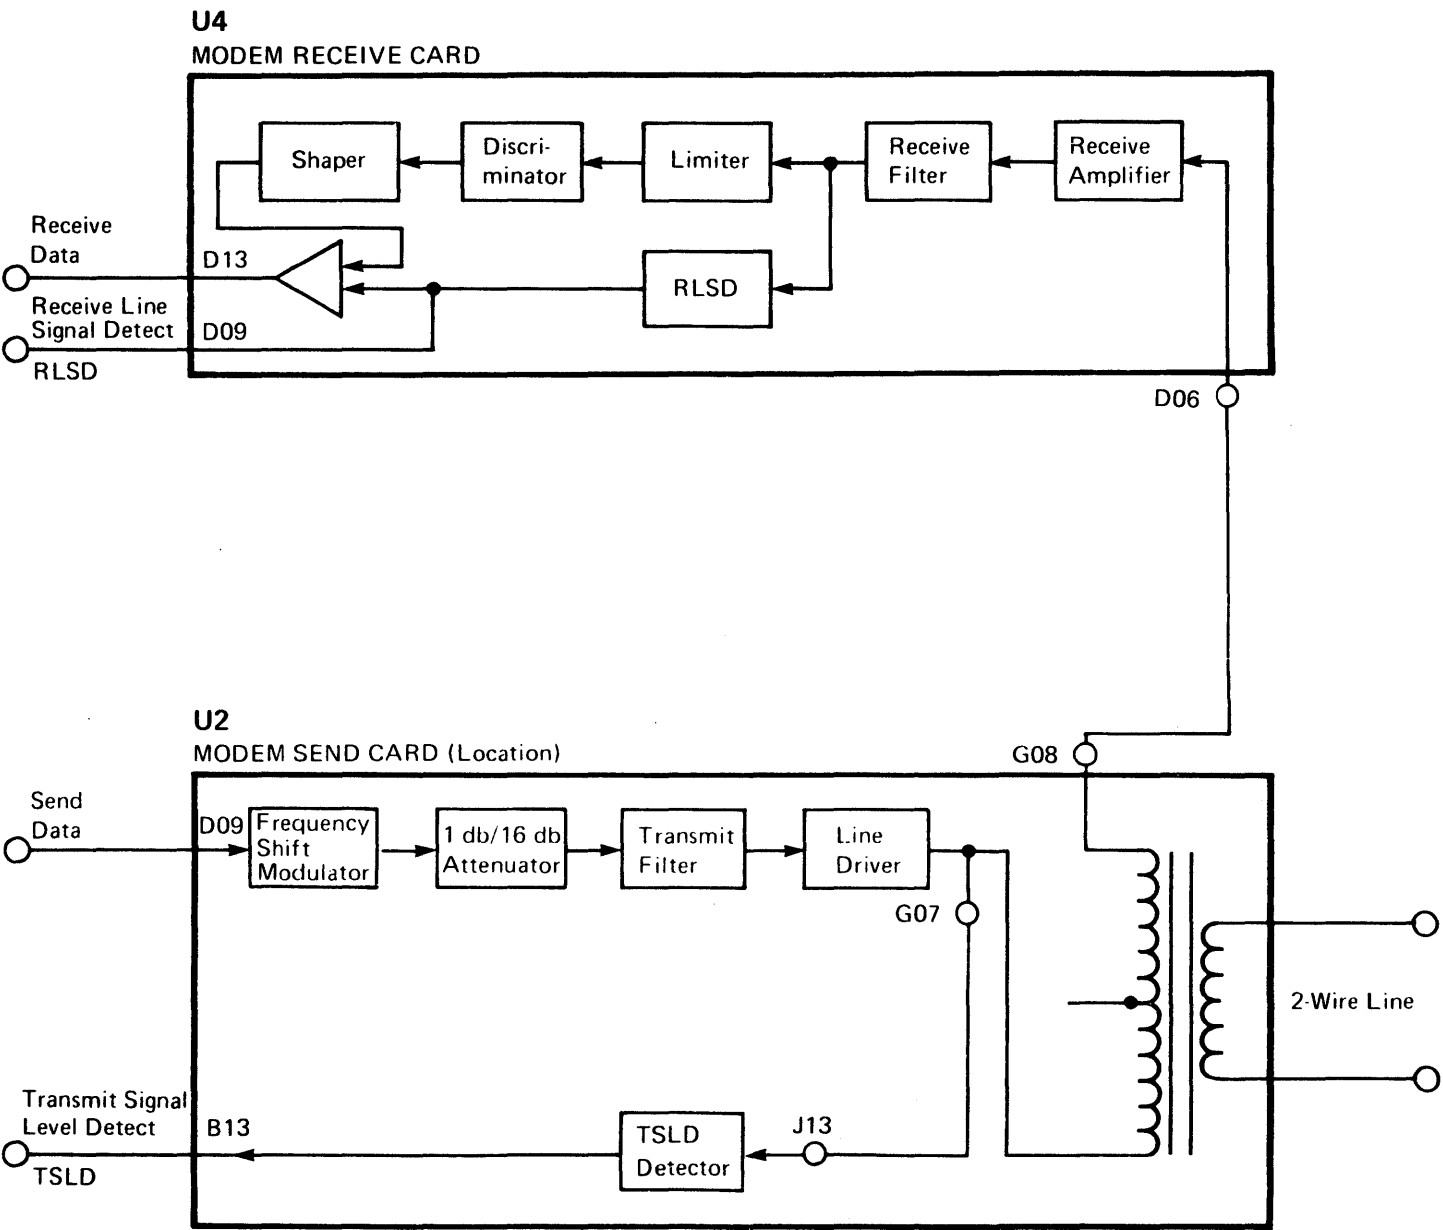 U4
MODEM RECEIVE CARD
Shaper
Discri-
minator
Limiter
Receive
Filter
Receive
Amplifier
Receive
Data
D13
RLSD
Receive Line
Signal Detect
D09
RLSD
D06
U2
MODEM SEND CARD (Location)
G08
Send
Data
D09
Frequency
Shift
Modulator
1 db/16 db
Attenuator
Transmit
Filter
Line
Driver
G07
2-Wire Line
Transmit Signal
Level Detect
B13
TSLD
TSLD
Detector
J13